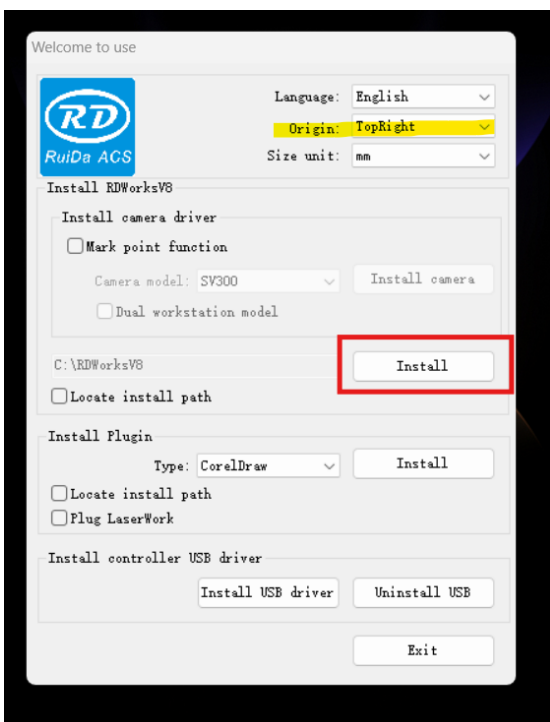 Welcome to use
RD
RuiDa ACS
Language: English
Origin: TopRight
Size unit: mm
Install RDWorksV8
Install camera driver
Mark point function
Camera model: SV300 Install camera
Dual workstation model
C:\RDWorksV8 Install
Locate install path
Install Plugin
Type: CorelDraw Install
Locate install path
Plug LaserWork
Install controller USB driver
Install USB driver Uninstall USB
Exit